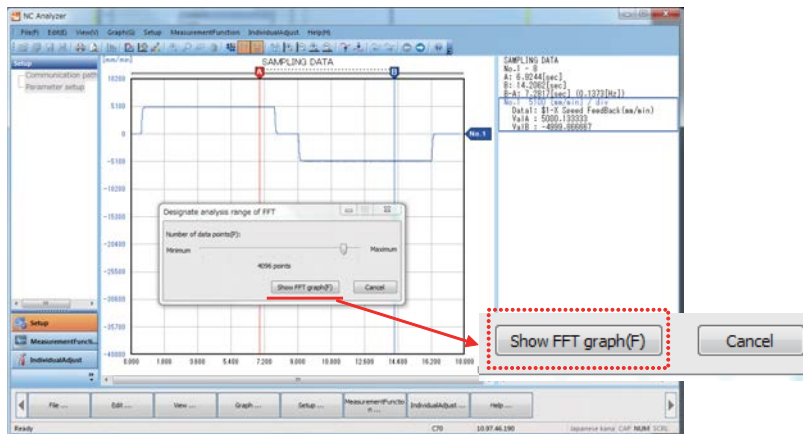 NC Analyzer
File(F) Edit(E) View(V) Graph(G) Setup MeasurementFunction IndividualAdjust Help(H)
Setup
Communication path
Parameter setup
[mm/min]
SAMPLING DATA
A
B
10200
5100
0
-5100
-10200
-15300
-20400
-25500
-30600
-35700
-40800
0.000 1.800 3.600 5.400 7.200 9.000 10.800 12.600 14.400 16.200 18.000
No.1
SAMPLING DATA
No.1 - 8
A: 6.9244[sec]
B: 14.2062[sec]
B-A: 7.2817[sec] (0.1373[Hz])
No.1 5100 [mm/min] / div
Data1: $1-X Speed FeedBack(mm/min)
ValA : 5000.133333
ValB : -4999.866667
Designate analysis range of FFT
Number of data points(P):
Minimum
Maximum
4096 points
Show FFT graph(F)
Cancel
Show FFT graph(F)
Cancel
Setup
MeasurementFuncti...
IndividualAdjust
File ...
Edit ...
View ...
Graph ...
Setup ...
MeasurementFunctio
n ...
IndividualAdjust ...
Help ...
Ready
C70
10.97.46.190
Japanese kana CAP NUM SCRL